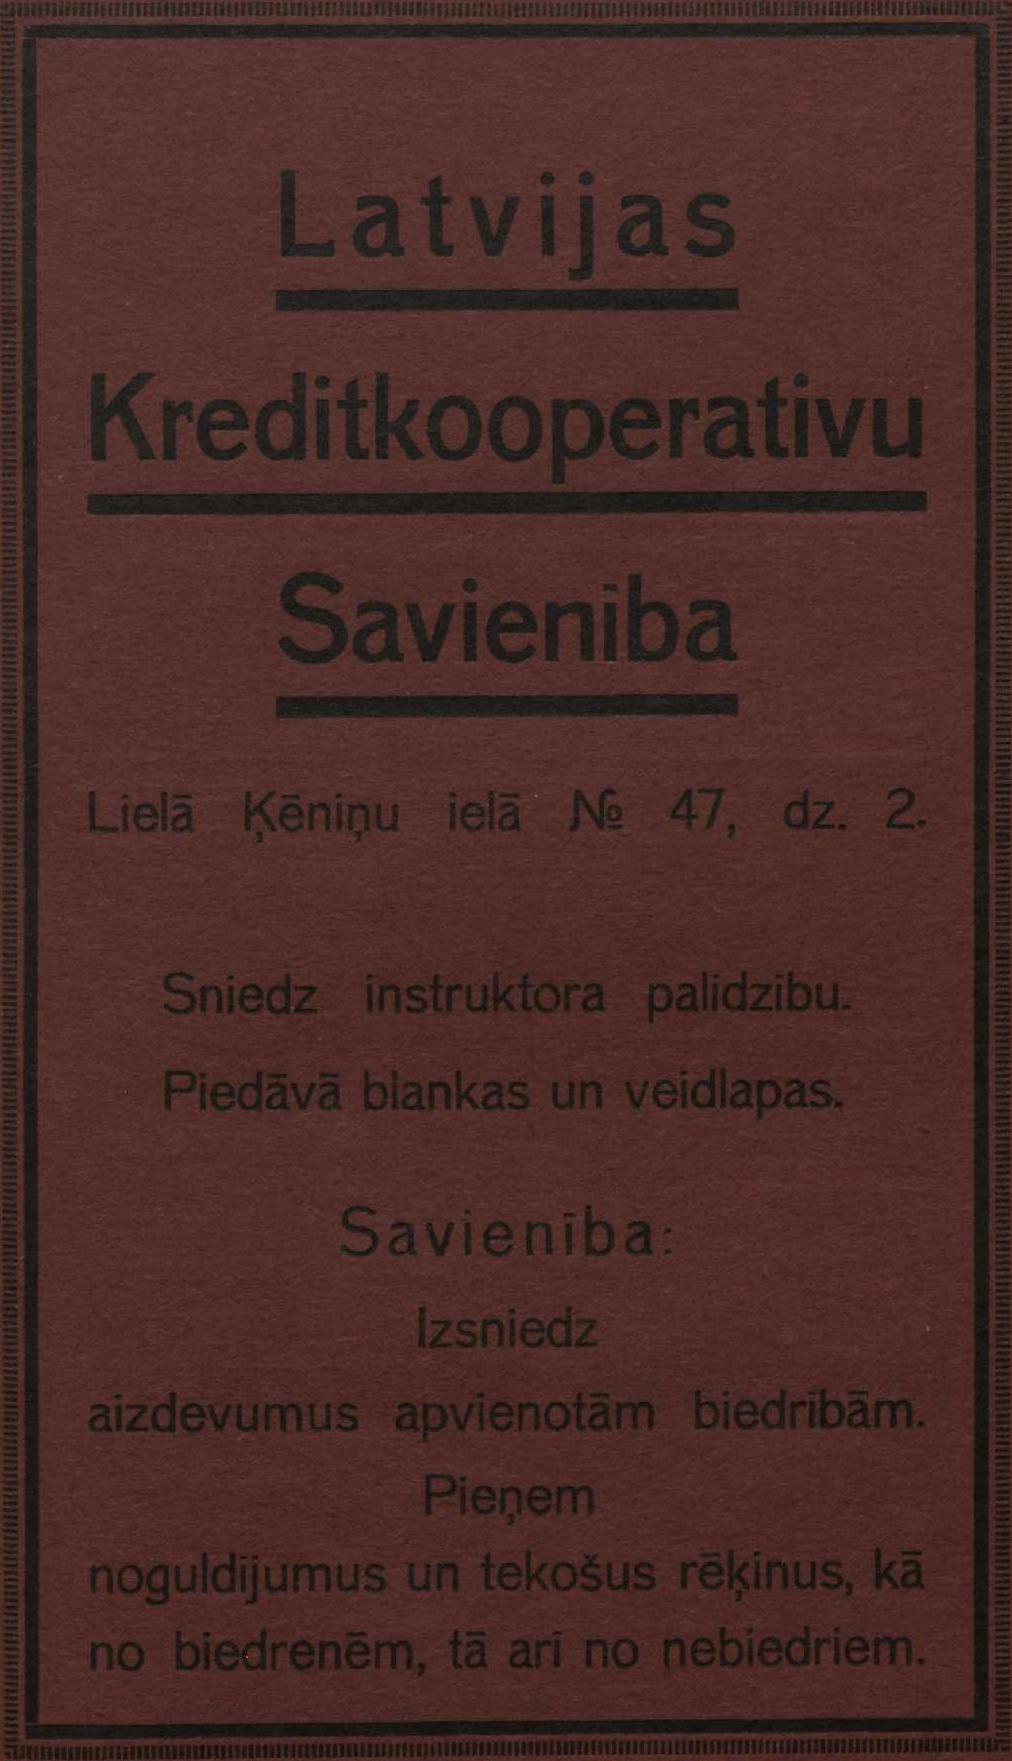 Latvijas
Kreditkooperativu
Savienība
Lielā Ķēniņu ielā № 47, dz. 2.
Sniedz instruktora palīdzību.
Piedāvā blankas un veidlapas.
Savienība:
Izsniedz
aizdevumus apvienotām biedrībām.
Pieņem
noguldījumus un tekošus rēķinus, kā
no biedrenēm, tā arī no nebiedriem.